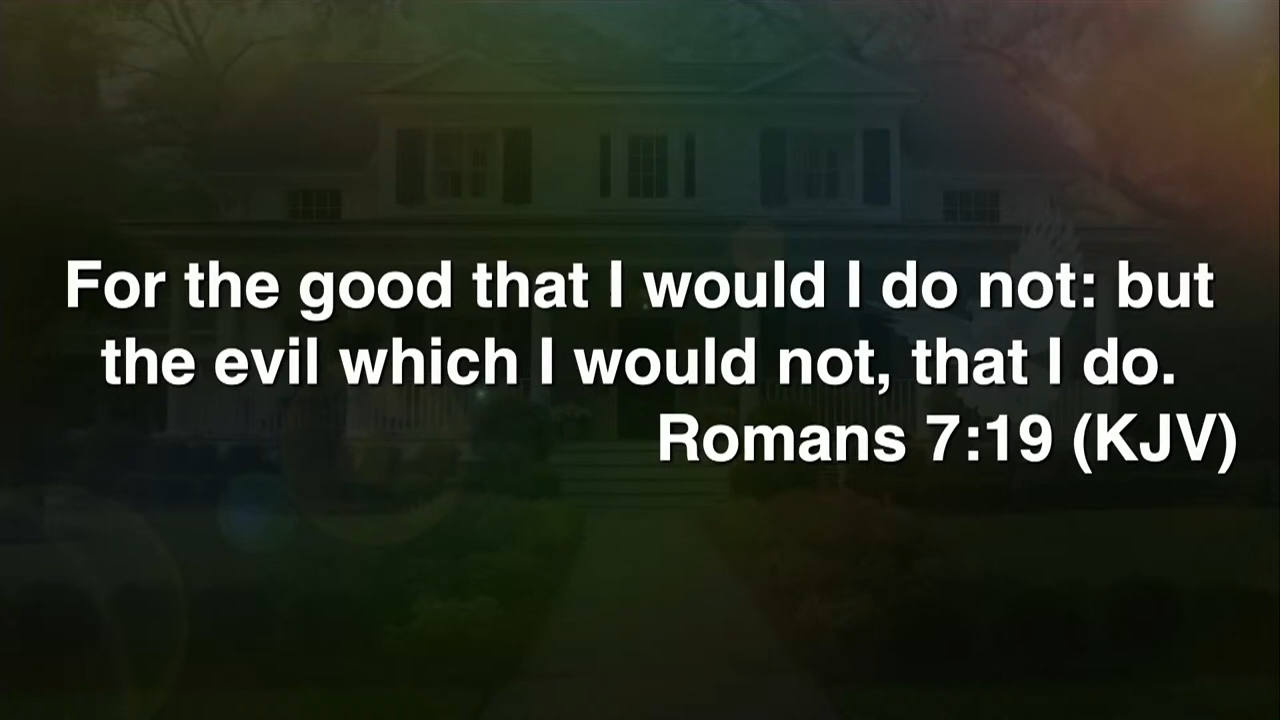 For the good that I would I do not: but
the evil which I would not, that I do.
Romans 7:19 (KJV)